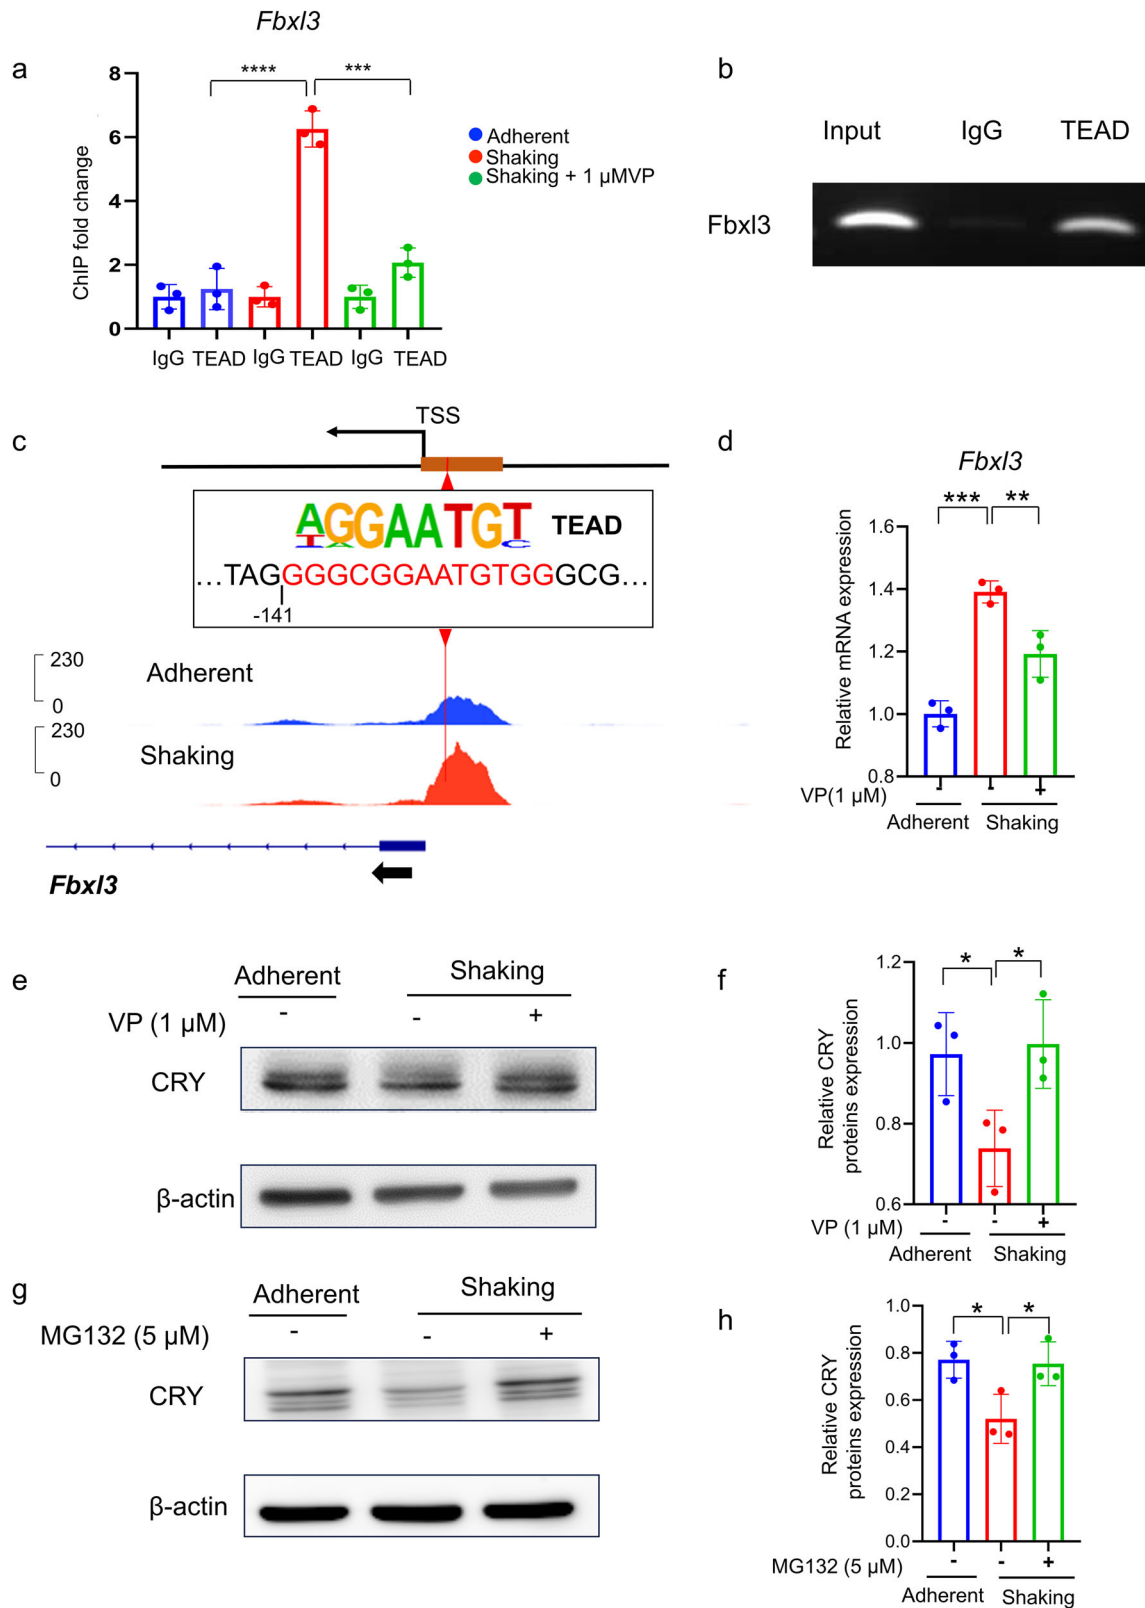 Fbxl3
a
ChIP fold change
8
6
4
2
0
****
***
IgG TEAD IgG TEAD IgG TEAD
Adherent
Shaking
Shaking + 1 µMVP
b
Input IgG TEAD
Fbxl3
c
TSS
AGGAATGT TEAD
...TAGGGGCGGAATGTGGGCG...
-141
230
0
Adherent
230
0
Shaking
Fbxl3
d
Fbxl3
*** **
Relative mRNA expression
1.6
1.4
1.2
1.0
0.8
VP(1 µM) - - +
Adherent Shaking
e
Adherent Shaking
VP (1 µM) - - +
CRY
β-actin
f
Relative CRY
proteins expression
1.2
1.0
0.8
0.6
* *
VP (1 µM) - - +
Adherent Shaking
g
Adherent Shaking
MG132 (5 µM) - - +
CRY
β-actin
h
Relative CRY
proteins expression
1.0
0.8
0.6
0.4
0.2
0.0
* *
MG132 (5 µM) - - +
Adherent Shaking